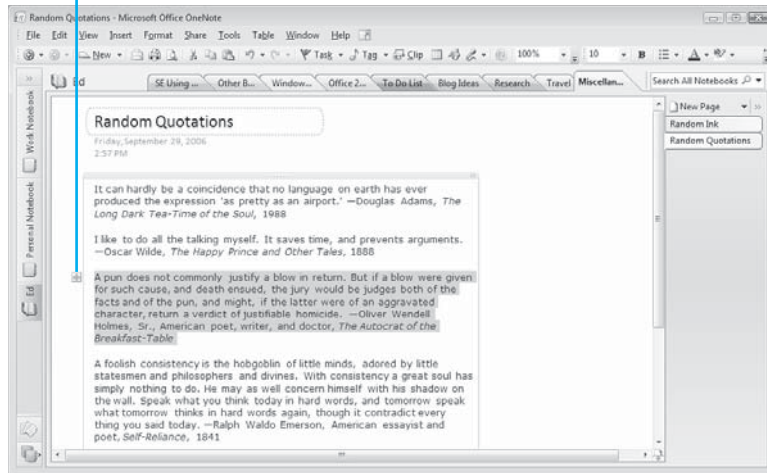 Random Quotations - Microsoft Office OneNote
File Edit View Insert Format Share Tools Table Window Help
New Task Tag Clip 100% 10 B A
Ed SE Using ... Other B... Window... Office 2... To Do List Blog Ideas Research Travel Miscellan... Search All Notebooks
Work Notebook
Personal Notebook
Ed
New Page
Random Ink
Random Quotations
Random Quotations
Friday, September 29, 2006
2:57 PM
It can hardly be a coincidence that no language on earth has ever
produced the expression 'as pretty as an airport.' —Douglas Adams, The
Long Dark Tea-Time of the Soul, 1988
I like to do all the talking myself. It saves time, and prevents arguments.
—Oscar Wilde, The Happy Prince and Other Tales, 1888
A pun does not commonly justify a blow in return. But if a blow were given
for such cause, and death ensued, the jury would be judges both of the
facts and of the pun, and might, if the latter were of an aggravated
character, return a verdict of justifiable homicide. —Oliver Wendell
Holmes, Sr., American poet, writer, and doctor, The Autocrat of the
Breakfast-Table
A foolish consistency is the hobgoblin of little minds, adored by little
statesmen and philosophers and divines. With consistency a great soul has
simply nothing to do. He may as well concern himself with his shadow on
the wall. Speak what you think today in hard words, and tomorrow speak
what tomorrow thinks in hard words again, though it contradict every
thing you said today. —Ralph Waldo Emerson, American essayist and
poet, Self-Reliance, 1841